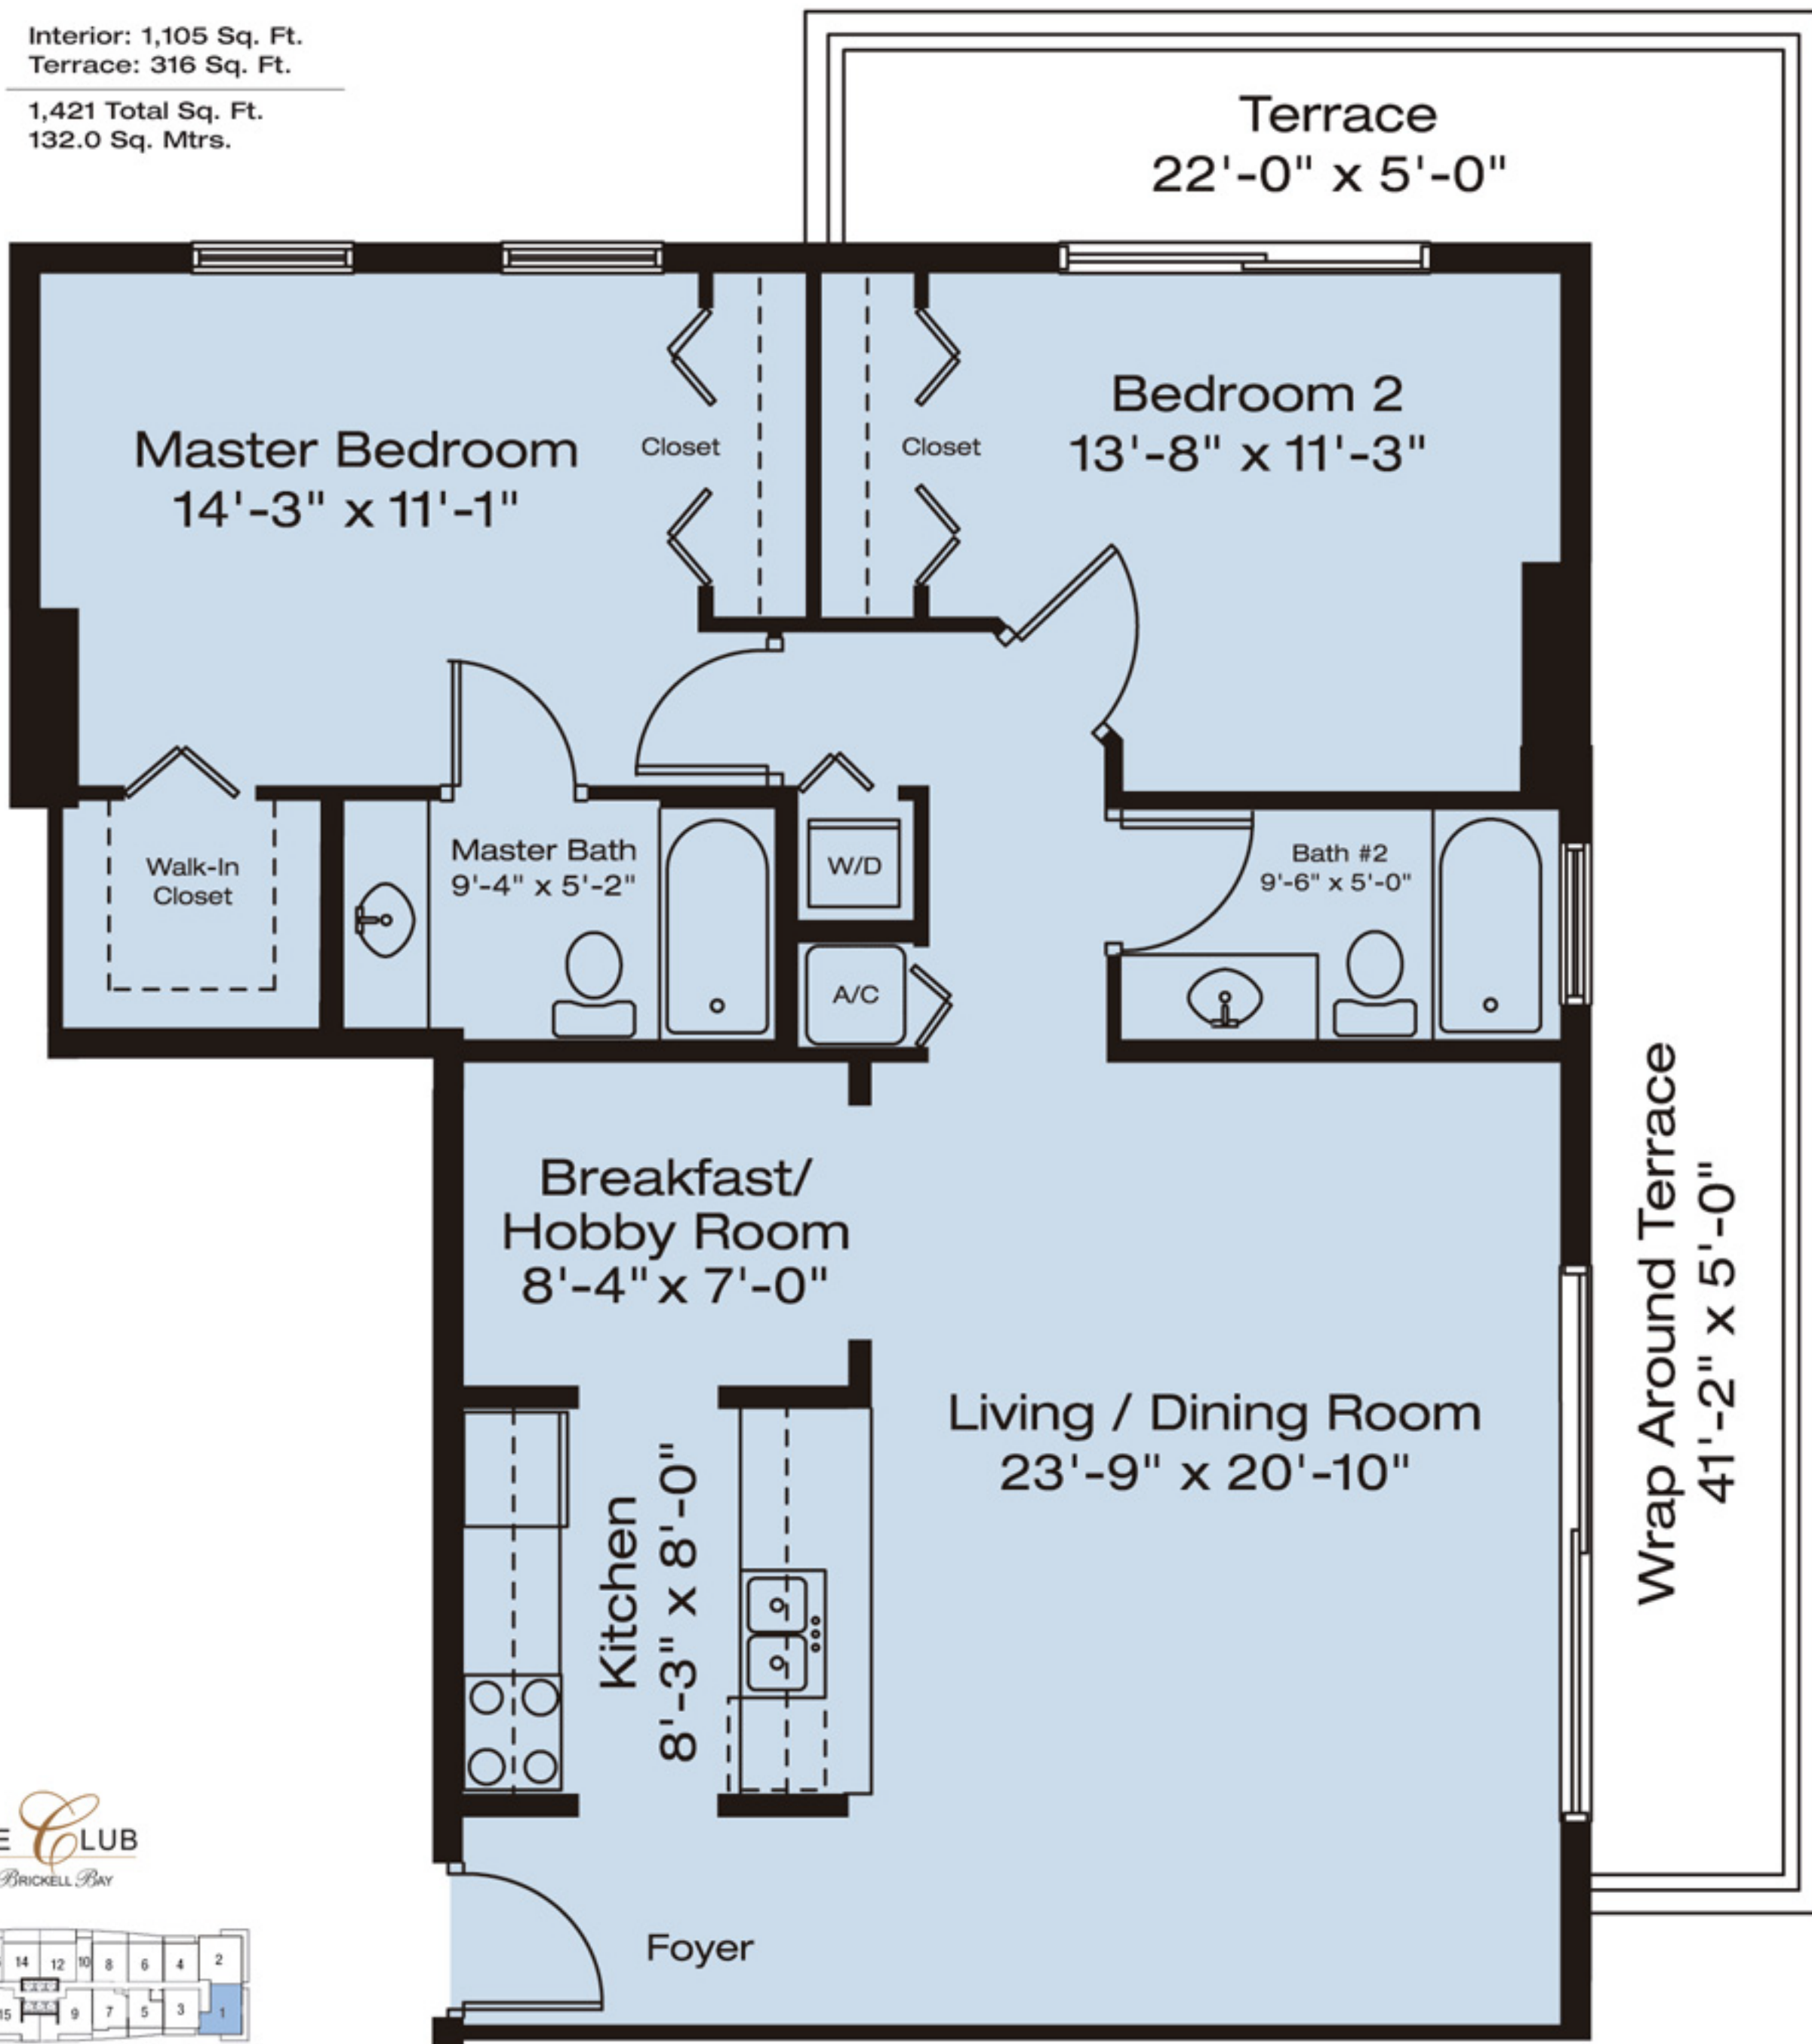 Interior: 1,105 Sq. Ft.
Terrace: 316 Sq. Ft.
1,421 Total Sq. Ft.
132.0 Sq. Mtrs.
Terrace
22'-0" x 5'-0"
Master Bedroom
14'-3" x 11'-1"
Closet
Closet
Bedroom 2
13'-8" x 11'-3"
Walk-In
Closet
Master Bath
9'-4" x 5'-2"
W/D
A/C
Bath #2
9'-6" x 5'-0"
Breakfast/
Hobby Room
8'-4" x 7'-0"
Living / Dining Room
23'-9" x 20'-10"
Wrap Around Terrace
41'-2" x 5'-0"
Kitchen
8'-3" x 8'-0"
Foyer
E CLUB
BRICKELL BAY
14 12 10 8 6 4 2
15 9 7 5 3 1